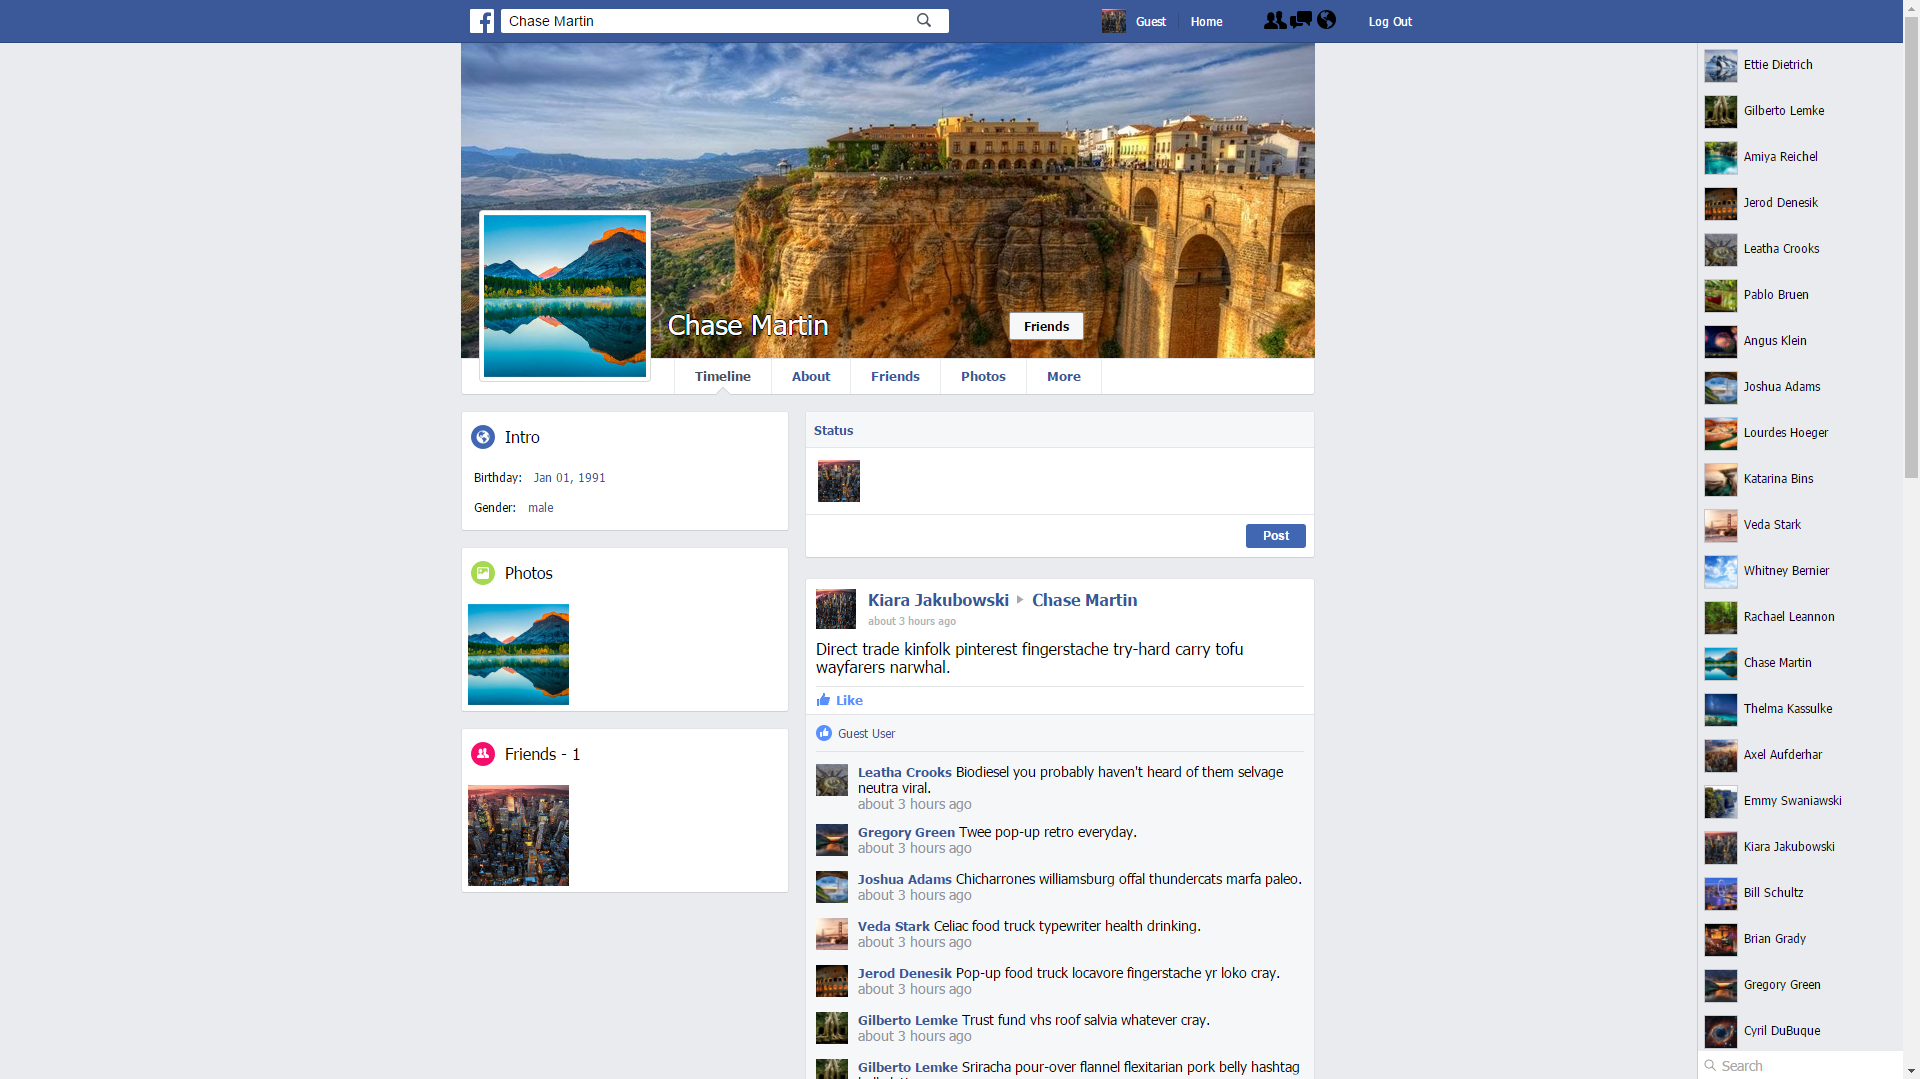 Chase Martin
Guest
Home
Log Out
Chase Martin
Friends
Timeline
About
Friends
Photos
More
Intro
Birthday: Jan 01, 1991
Gender: male
Photos
Friends - 1
Status
Post
Kiara Jakubowski Chase Martin
about 3 hours ago
Direct trade kinfolk pinterest fingerstache try-hard carry tofu
wayfarers narwhal.
Like
Guest User
Leatha Crooks Biodiesel you probably haven't heard of them selvage
neutra viral.
about 3 hours ago
Gregory Green Twee pop-up retro everyday.
about 3 hours ago
Joshua Adams Chicharrones williamsburg offal thundercats marfa paleo.
about 3 hours ago
Veda Stark Celiac food truck typewriter health drinking.
about 3 hours ago
Jerod Denesik Pop-up food truck locavore fingerstache yr loko cray.
about 3 hours ago
Gilberto Lemke Trust fund vhs roof salvia whatever cray.
about 3 hours ago
Gilberto Lemke Sriracha pour-over flannel flexitarian pork belly hashtag
Ettie Dietrich
Gilberto Lemke
Amiya Reichel
Jerod Denesik
Leatha Crooks
Pablo Bruen
Angus Klein
Joshua Adams
Lourdes Hoeger
Katarina Bins
Veda Stark
Whitney Bernier
Rachael Leannon
Chase Martin
Thelma Kassulke
Axel Aufderhar
Emmy Swaniawski
Kiara Jakubowski
Bill Schultz
Brian Grady
Gregory Green
Cyril DuBuque
Search